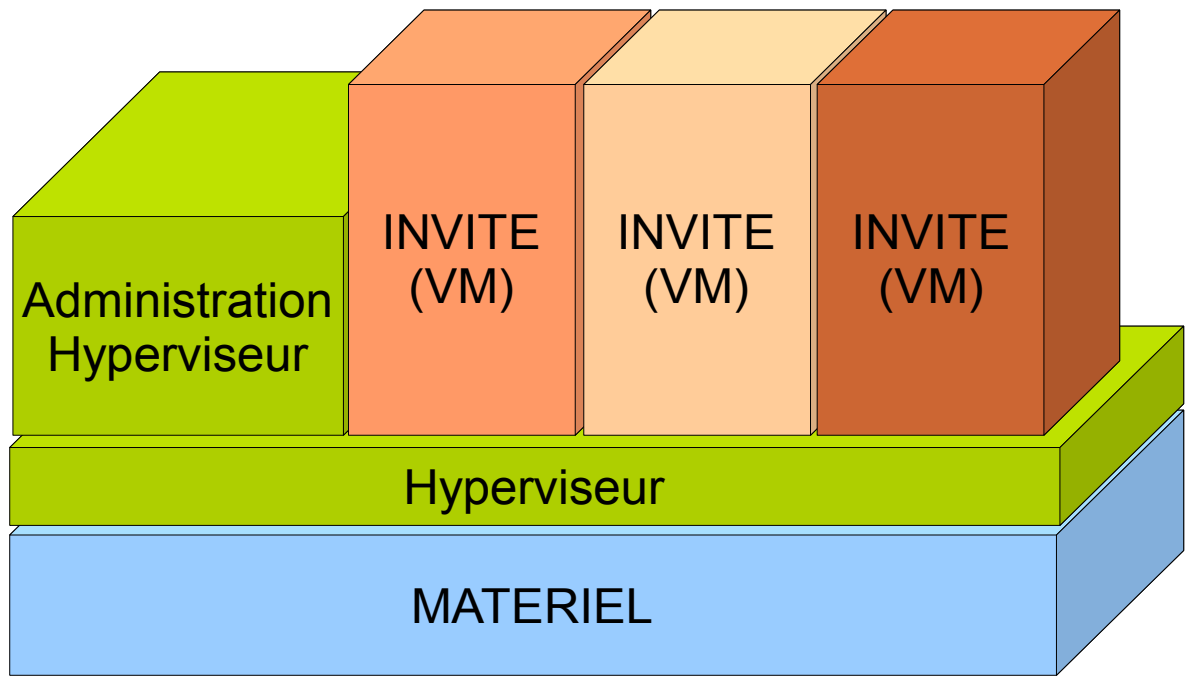 Administration
Hyperviseur
INVITE
(VM)
INVITE
(VM)
INVITE
(VM)
Hyperviseur
MATERIEL